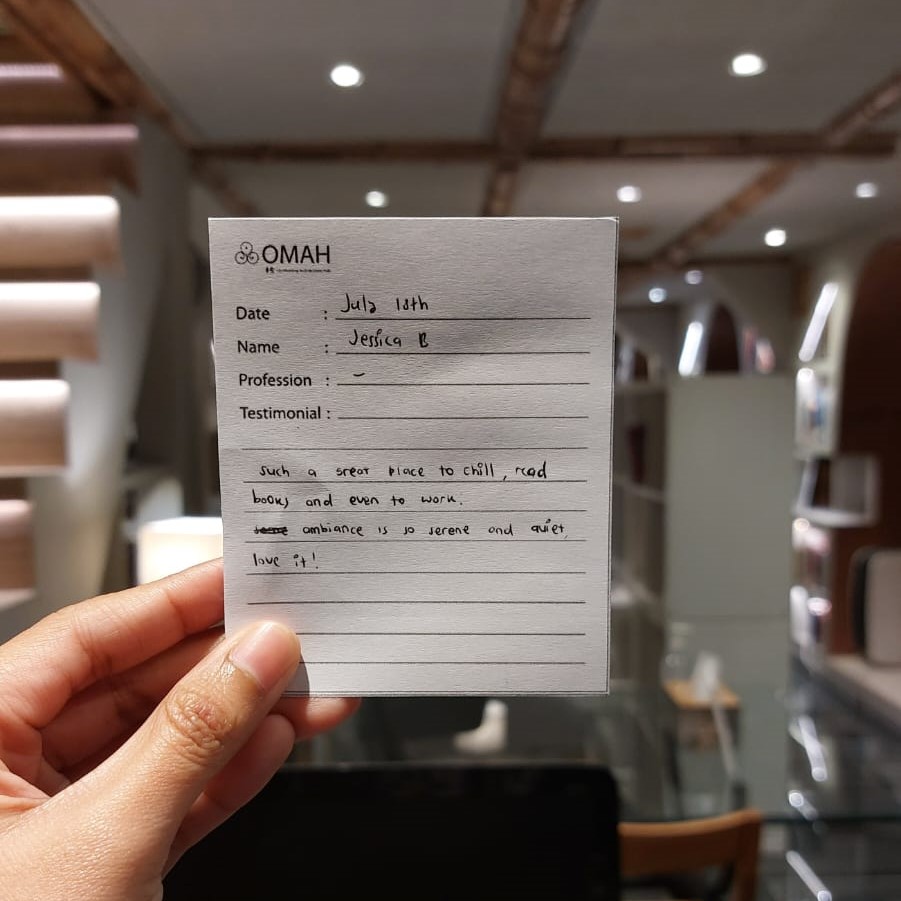 OMAH
Date : July 18th
Name : Jessica B
Profession : -
Testimonial :
Such a great place to chill, read
books and even to work.
ambiance is so serene and quiet,
love it!